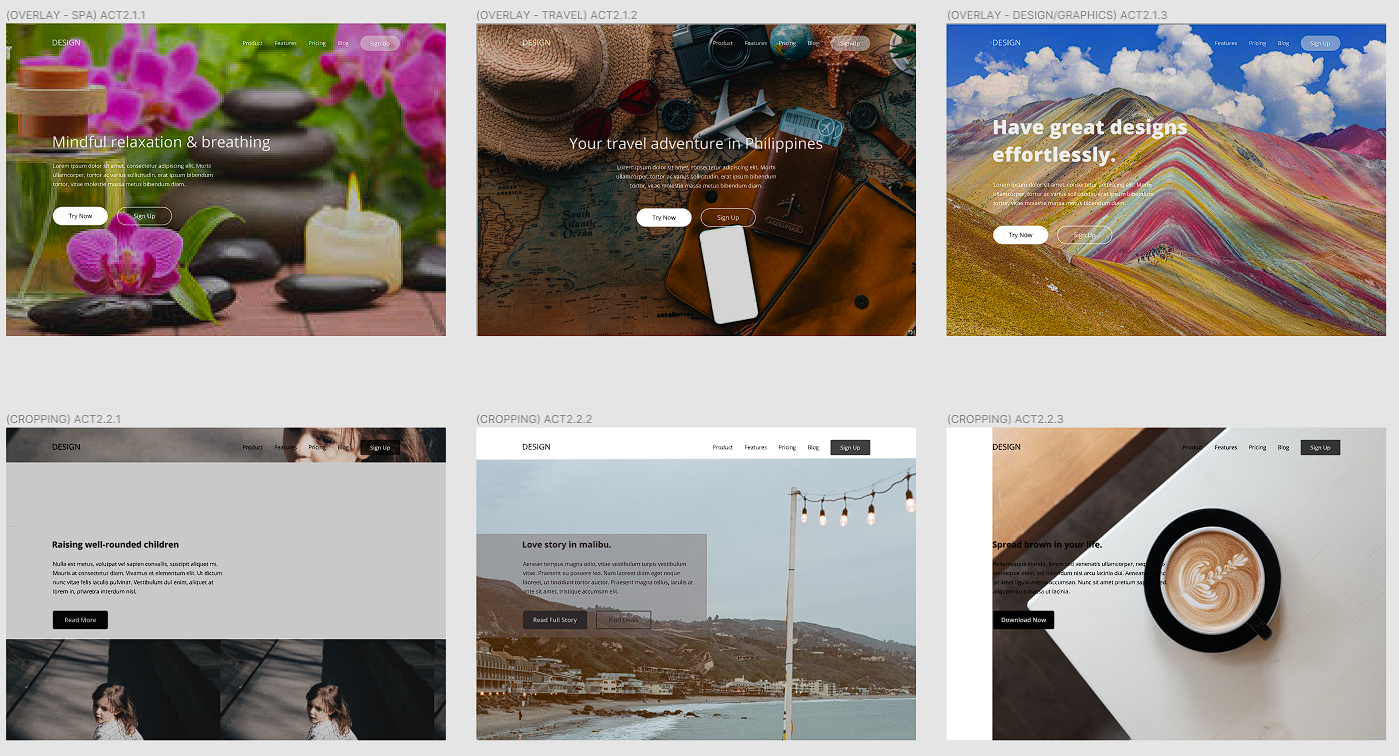 (OVERLAY - SPA) ACT2.1.1
DESIGN
Product Features Pricing Blog Sign Up
Mindful relaxation & breathing
Lorem ipsum dolor sit amet, consectetur adipiscing elit. Morbi
ullamcorper, tortor ac varius sollicitudin, erat ipsum bibendum
tortor, vitae molestie massa metus bibendum diam.
Try Now Sign Up
(OVERLAY - TRAVEL) ACT2.1.2
DESIGN
Product Features Pricing Blog Sign Up
Your travel adventure in Philippines
Lorem ipsum dolor sit amet, consectetur adipiscing elit. Morbi
ullamcorper, tortor ac varius sollicitudin, erat ipsum bibendum
tortor, vitae molestie massa metus bibendum diam.
Try Now Sign Up
South
Atlantic
Ocean
PASSPORT
(OVERLAY - DESIGN/GRAPHICS) ACT2.1.3
DESIGN
Product Features Pricing Blog Sign Up
Have great designs
effortlessly.
Lorem ipsum dolor sit amet, consectetur adipiscing elit. Morbi
ullamcorper, tortor ac varius sollicitudin, erat ipsum bibendum
tortor, vitae molestie massa metus bibendum diam.
Try Now Sign Up
(CROPPING) ACT2.2.1
DESIGN
Product Features Pricing Blog Sign Up
Raising well-rounded children
Nulla est metus, volutpat vel sapien convallis, suscipit aliquet mi.
Mauris at consectetur diam. Vivamus et elementum elit. Ut dictum
nunc vitae felis iaculis pulvinar. Vestibulum dui enim, aliquet at
lorem in, pharetra interdum nisl.
Read More
(CROPPING) ACT2.2.2
DESIGN
Product Features Pricing Blog Sign Up
Love story in malibu.
Aenean tempus magna odio, vitae vestibulum turpis vestibulum
vitae. Praesent eu posuere leo. Nam laoreet diam eget neque
laoreet, ut tincidunt tortor auctor. Praesent magna tellus, iaculis at
ante sit amet, tristique accumsan elit.
Read Full Story Find Deals
(CROPPING) ACT2.2.3
DESIGN
Product Features Pricing Blog Sign Up
Spread brown in your life.
Pellentesque blandit, lorem sed venenatis ullamcorper,
consequat enim, vel bibendum nisi arcu lacinia dui. Aenean
sit amet ligula viverra accumsan. Nunc sit amet pretium
aliquam quis massa ut lacinia.
Download Now